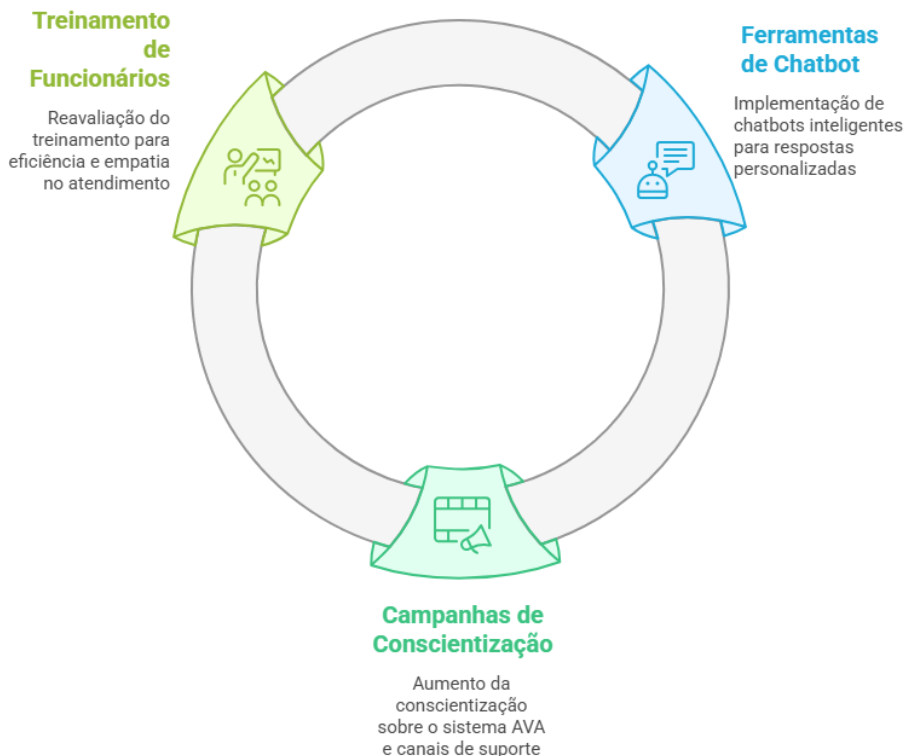 Treinamento
de
Funcionários
Reavaliação do
treinamento para
eficiência e empatia
no atendimento
Ferramentas
de Chatbot
Implementação de
chatbots inteligentes
para respostas
personalizadas
Campanhas de
Conscientização
Aumento da
conscientização
sobre o sistema AVA
e canais de suporte